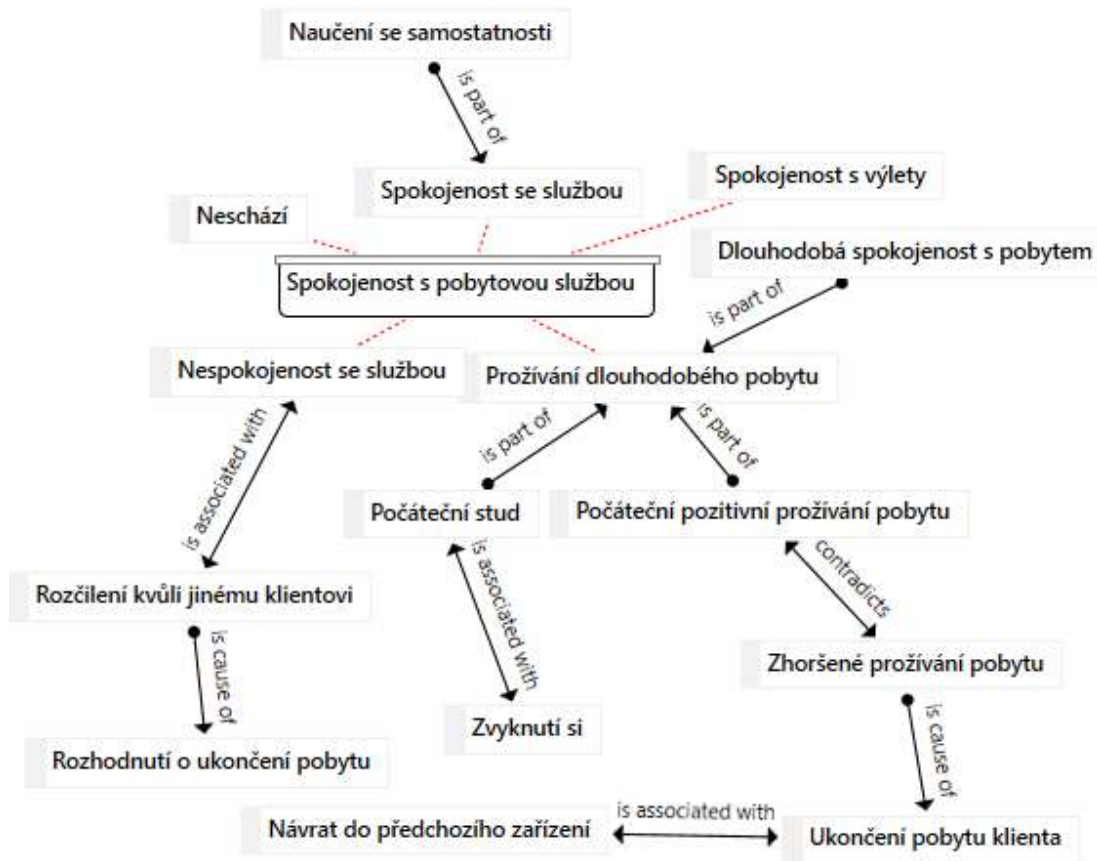 Naučení se samostatnosti
is part of
Spokojenost se službou
Spokojenost s výlety
Neschází
Dlouhodobá spokojenost s pobytem
Spokojenost s pobytovou službou
is part of
Nespokojenost se službou
Prožívání dlouhodobého pobytu
is associated with
is part of
is part of
Počáteční stud
Počáteční pozitivní prožívání pobytu
is associated with
contradicts
Rozčilení kvůli jinému klientovi
Zhoršené prožívání pobytu
is cause of
Zvyknutí si
is cause of
Rozhodnutí o ukončení pobytu
Návrat do předchozího zařízení
is associated with
Ukončení pobytu klienta